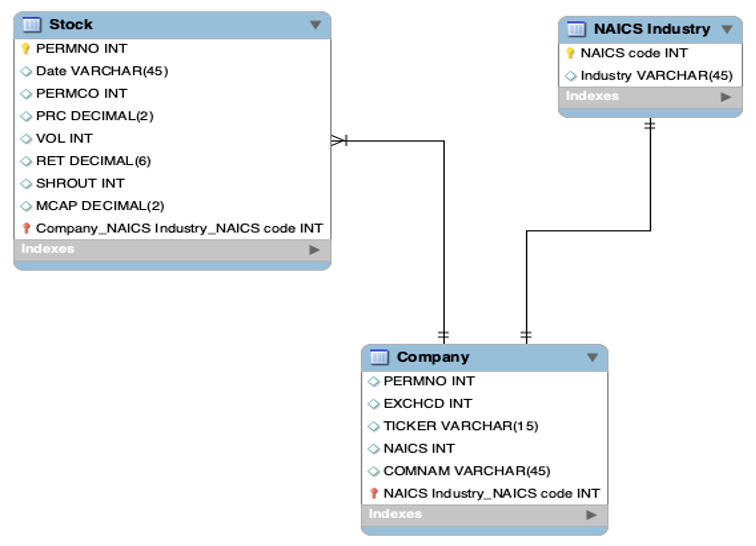 Stock
PERMNO INT
Date VARCHAR(45)
PERMCO INT
PRC DECIMAL(2)
VOL INT
RET DECIMAL(6)
SHROUT INT
MCAP DECIMAL(2)
Company_NAICS Industry_NAICS code INT
Indexes
NAICS Industry
NAICS code INT
Industry VARCHAR(45)
Indexes
Company
PERMNO INT
EXCHCD INT
TICKER VARCHAR(15)
NAICS INT
COMNAM VARCHAR(45)
NAICS Industry_NAICS code INT
Indexes